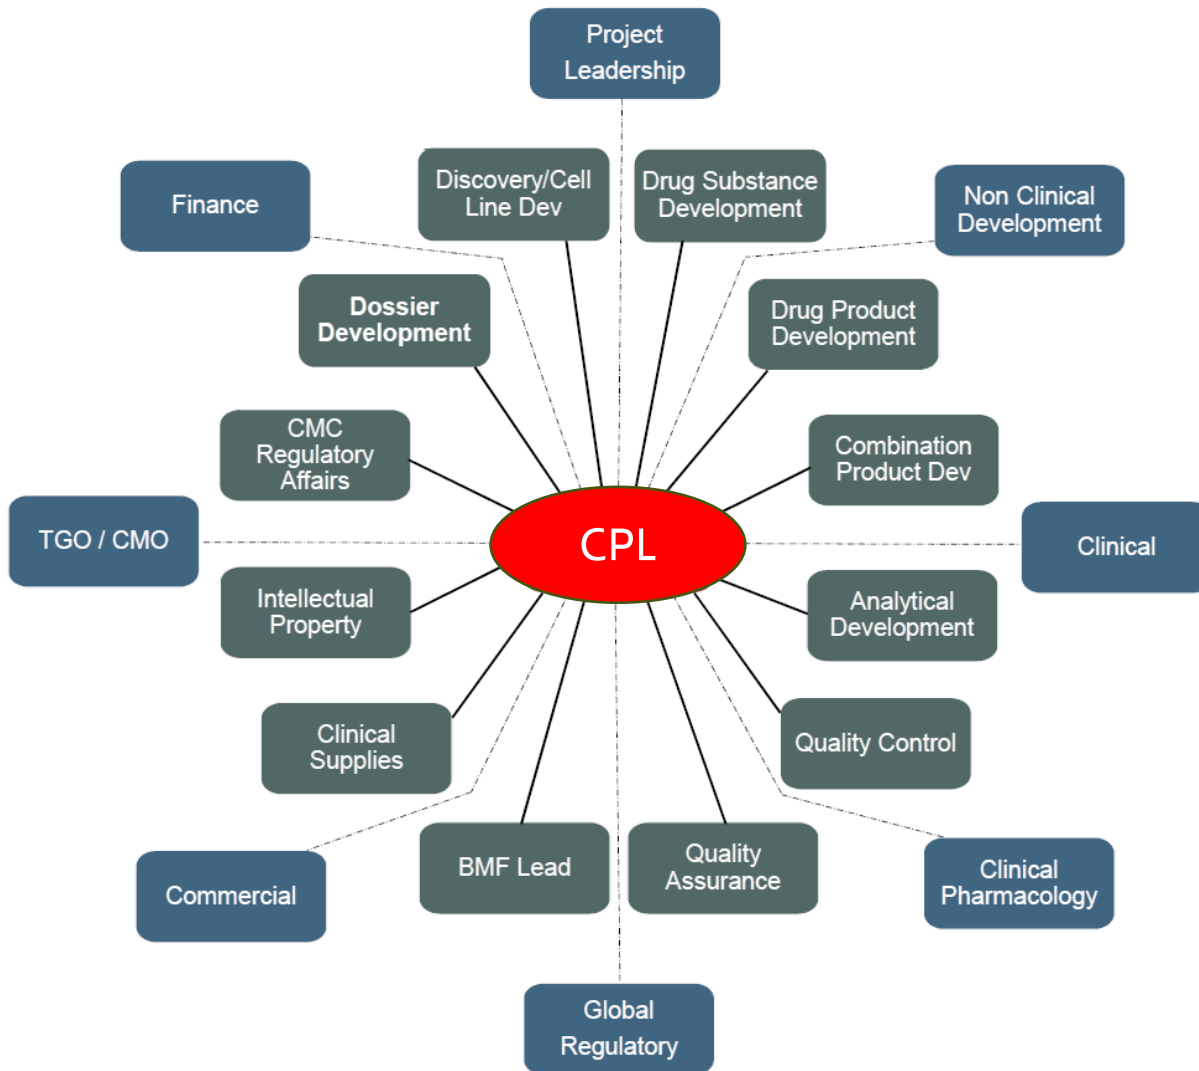 Project
Leadership
Discovery/Cell
Line Dev
Drug Substance
Development
Finance
Non Clinical
Development
Dossier
Development
Drug Product
Development
CMC
Regulatory
Affairs
Combination
Product Dev
TGO / CMO
CPL
Clinical
Intellectual
Property
Analytical
Development
Clinical
Supplies
Quality Control
BMF Lead
Quality
Assurance
Commercial
Clinical
Pharmacology
Global
Regulatory